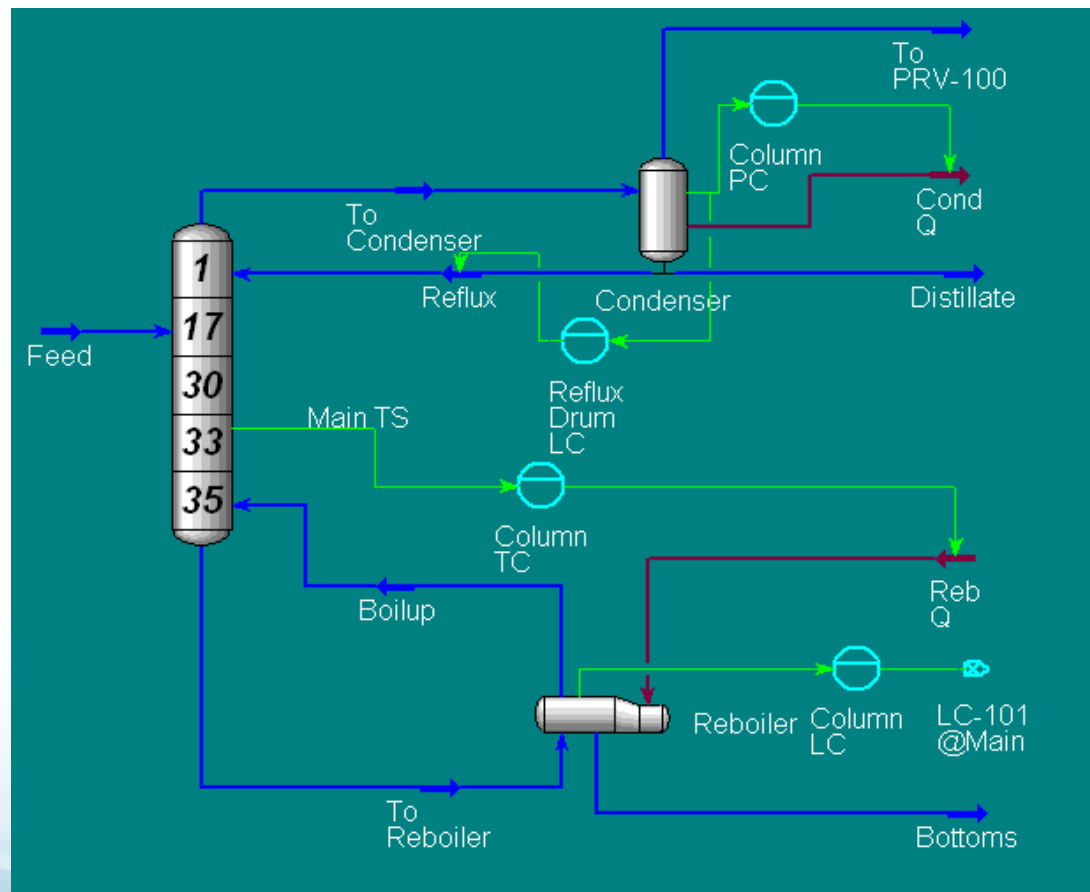 To
PRV-100
Column
PC
Cond
Q
To
Condenser
1
Reflux
Condenser
Distillate
17
Feed
30
Reflux
Drum
LC
Main TS
33
35
Column
TC
Boilup
Reb
Q
Reboiler
Column
LC
LC-101
@Main
To
Reboiler
Bottoms